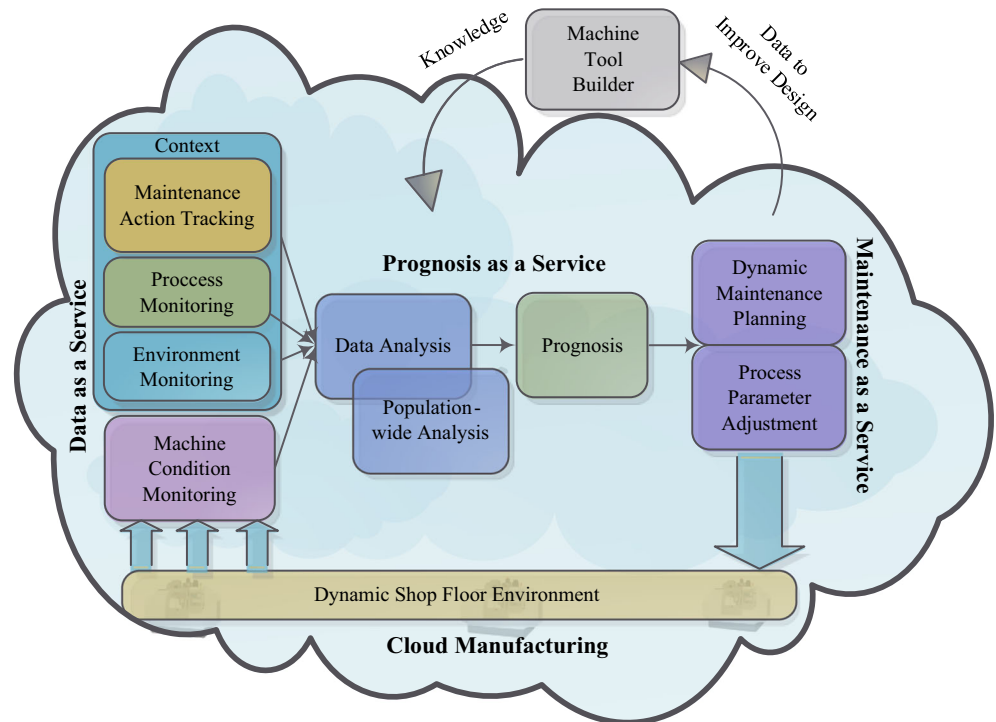 Knowledge
Machine
Tool
Builder
Data to
Improve Design
Context
Maintenance
Action Tracking
Proccess
Monitoring
Environment
Monitoring
Machine
Condition
Monitoring
Data as a Service
Prognosis as a Service
Data Analysis
Population-
wide Analysis
Prognosis
Dynamic
Maintenance
Planning
Process
Parameter
Adjustment
Maintenance as a Service
Dynamic Shop Floor Environment
Cloud Manufacturing